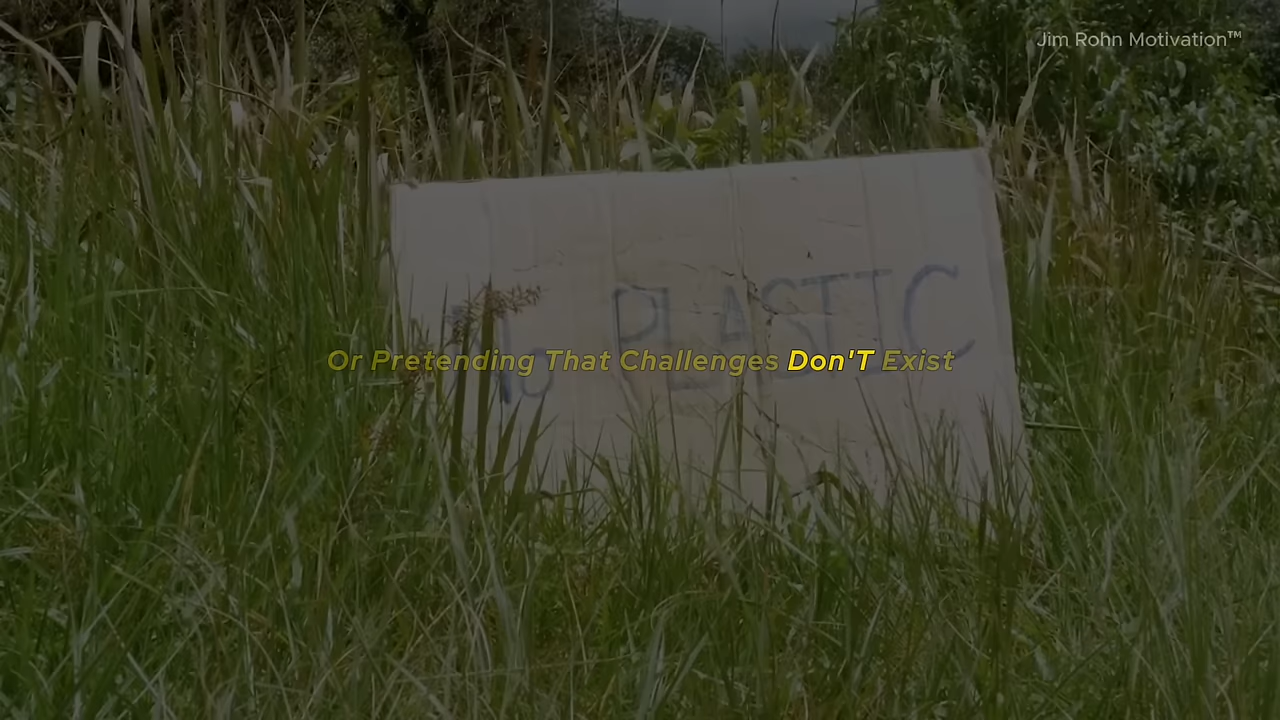 Jim Rohn Motivation™
No PLASTIC
Or Pretending That Challenges Don'T Exist